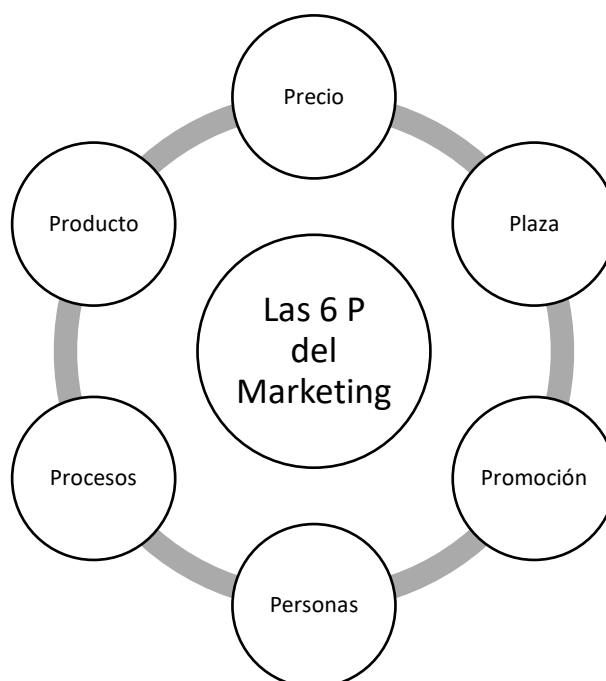 Precio
Producto
Plaza
Las 6 P
del
Marketing
Procesos
Promoción
Personas